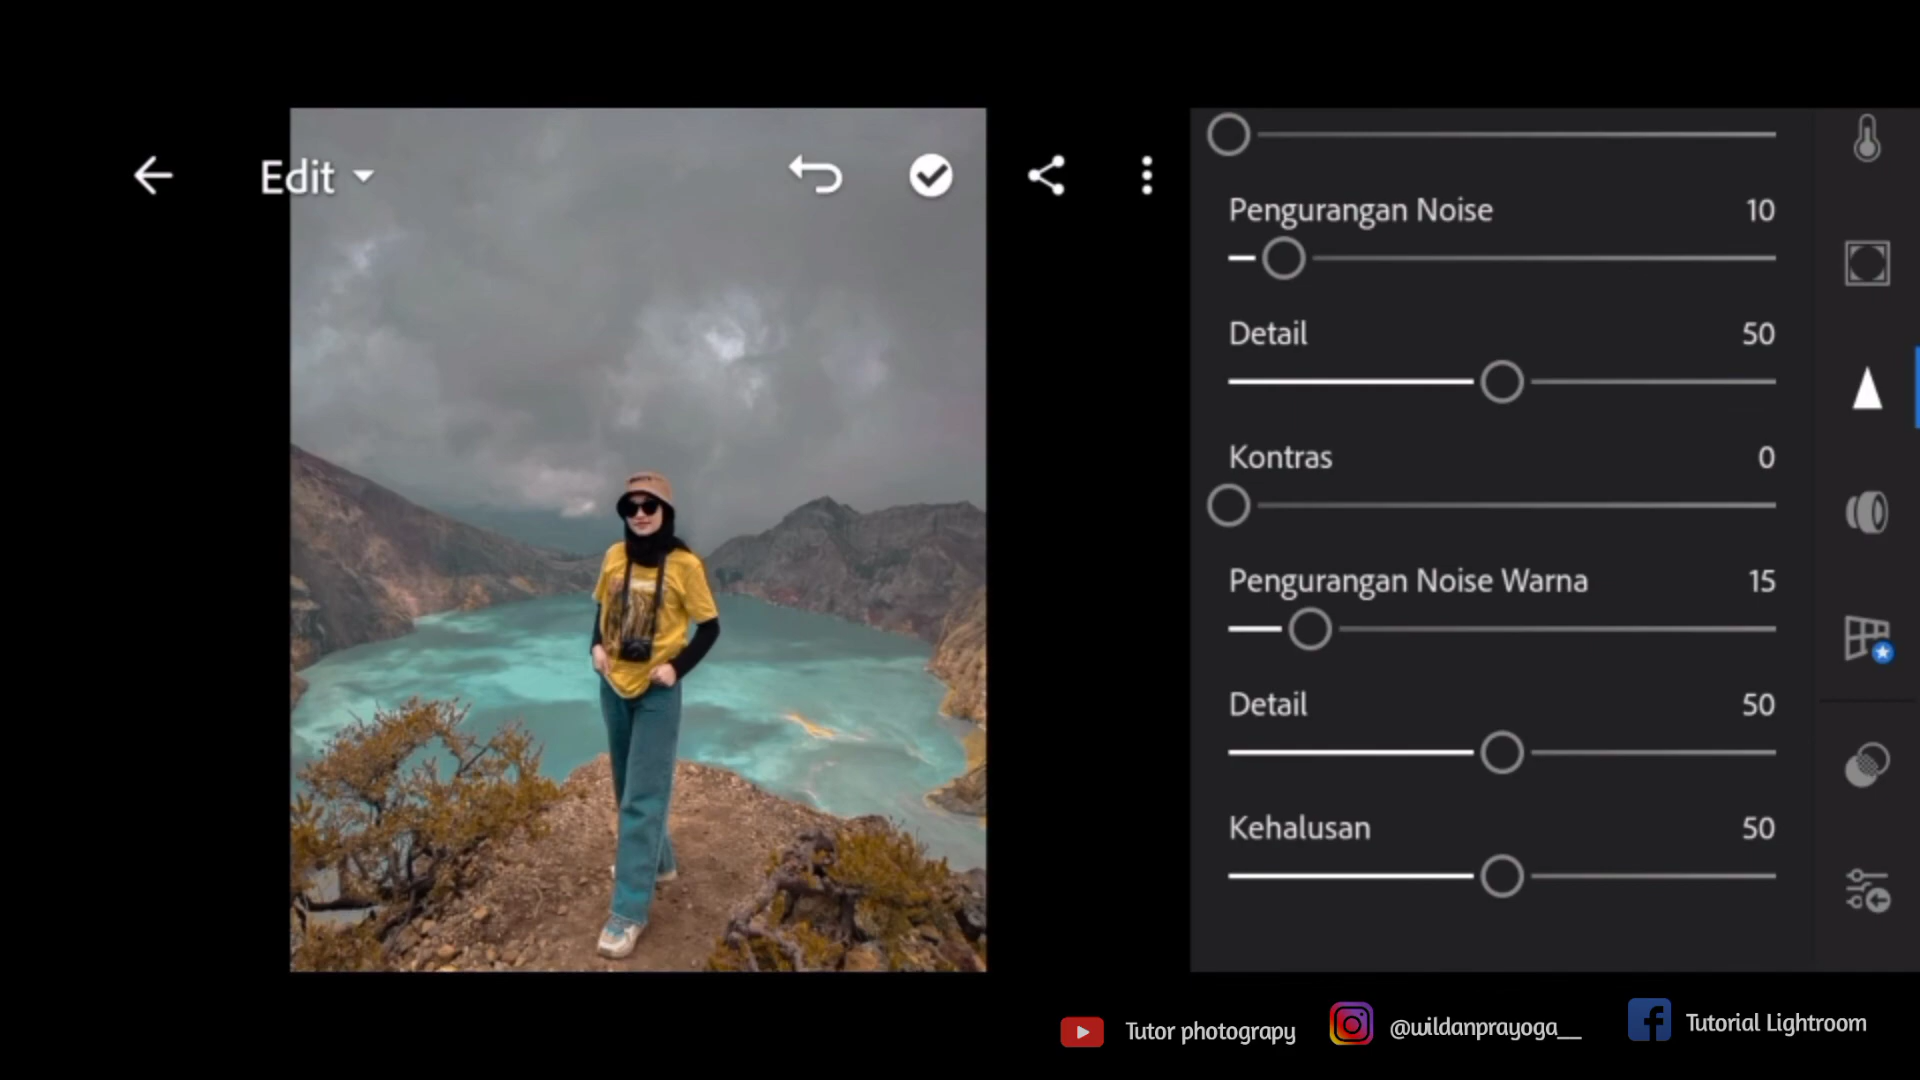 Edit
Pengurangan Noise 10
Detail 50
Kontras 0
Pengurangan Noise Warna 15
Detail 50
Kehalusan 50
Tutor photograpy @wildanprayoga__ Tutorial Lightroom